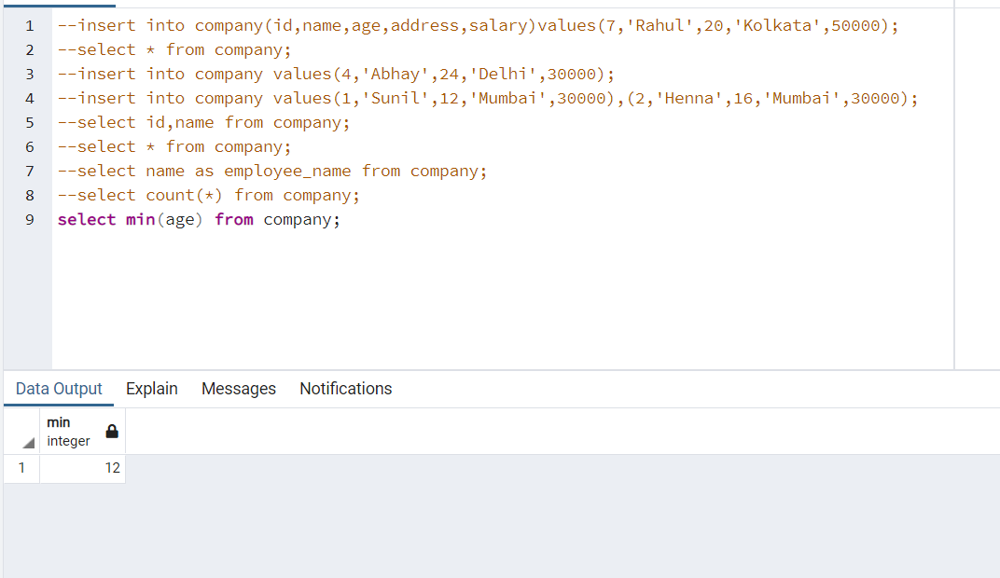 1 --insert into company(id,name,age,address,salary)values(7,'Rahul',20,'Kolkata',50000);
2 --select * from company;
3 --insert into company values(4,'Abhay',24,'Delhi',30000);
4 --insert into company values(1,'Sunil',12,'Mumbai',30000),(2,'Henna',16,'Mumbai',30000);
5 --select id,name from company;
6 --select * from company;
7 --select name as employee_name from company;
8 --select count(*) from company;
9 select min(age) from company;
Data Output Explain Messages Notifications
min
integer
1 12